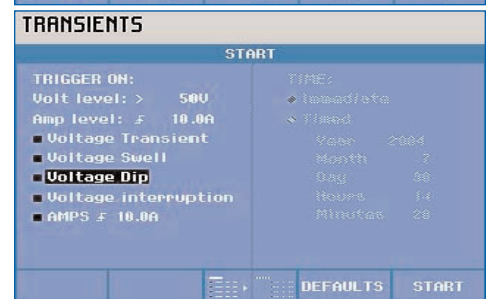 TRANSIENTS
START
TRIGGER ON:
Volt level: > 50V
Amp level: 10.0A
Voltage Transient
Voltage Swell
Voltage Dip
Voltage interruption
AMPS 10.0A
TIME:
Immediate
Timed
Year 2004
Month 7
Day 30
Hours 14
Minutes 28
DEFAULTS START